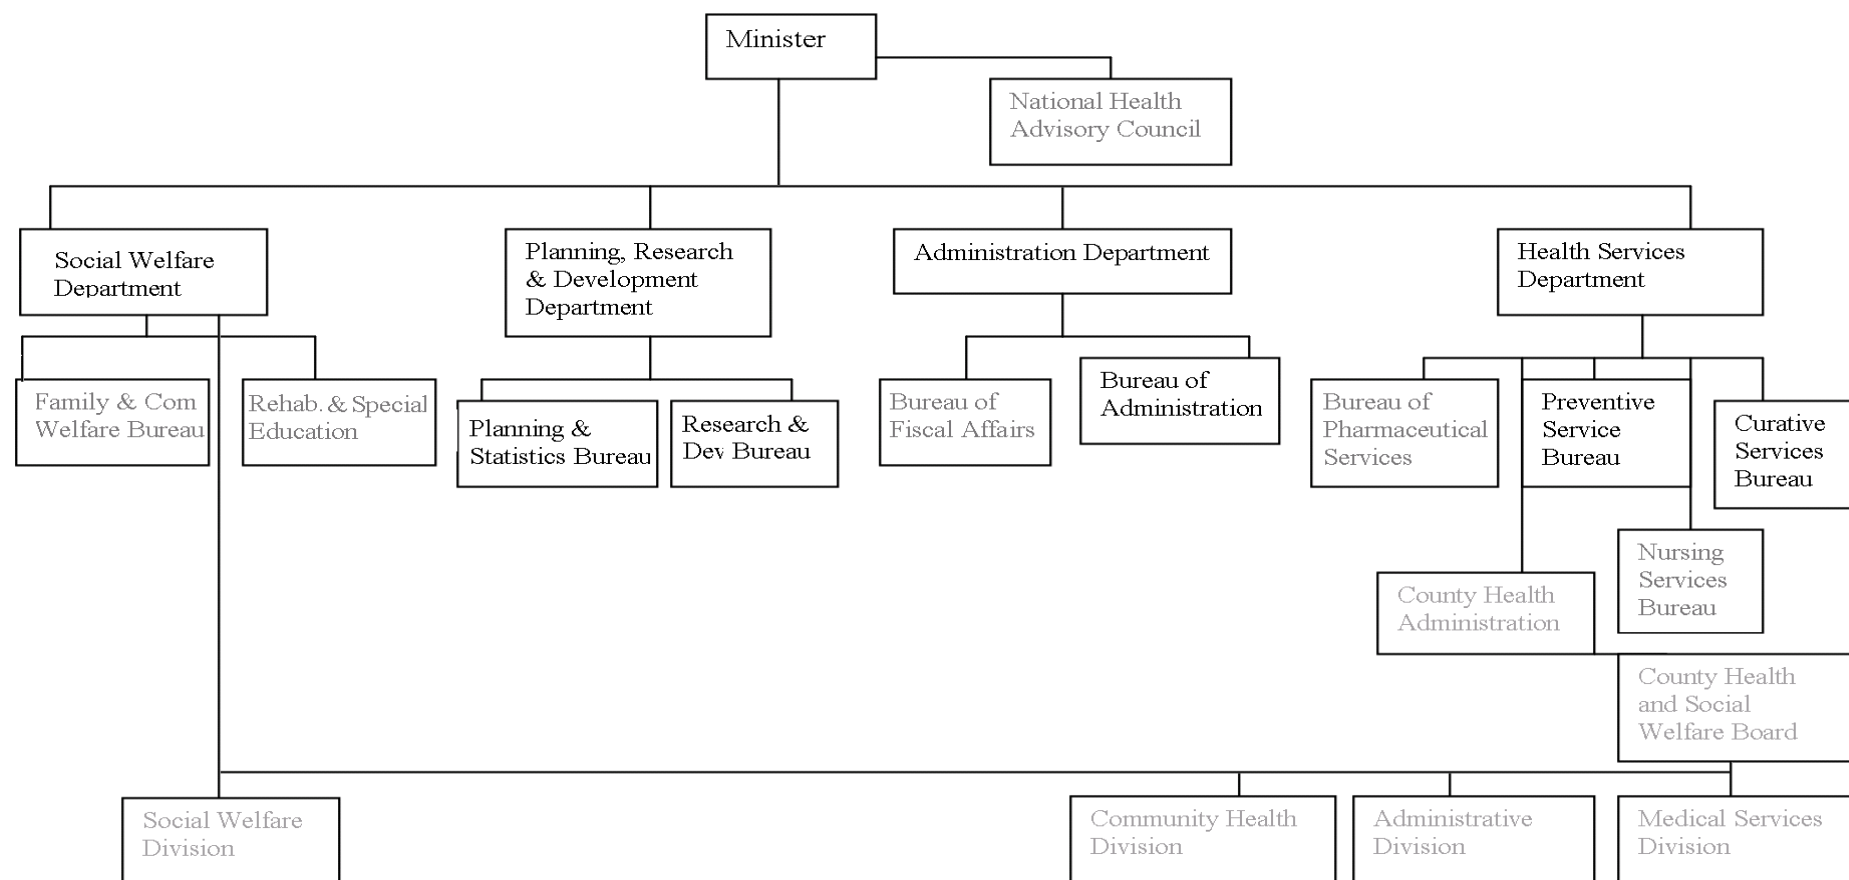 Minister
National Health
Advisory Council
Social Welfare
Department
Planning, Research
& Development
Department
Administration Department
Health Services
Department
Family & Com
Welfare Bureau
Rehab. & Special
Education
Planning &
Statistics Bureau
Research &
Dev Bureau
Bureau of
Fiscal Affairs
Bureau of
Administration
Bureau of
Pharmaceutical
Services
Preventive
Service
Bureau
Curative
Services
Bureau
Nursing
Services
Bureau
County Health
Administration
County Health
and Social
Welfare Board
Social Welfare
Division
Community Health
Division
Administrative
Division
Medical Services
Division